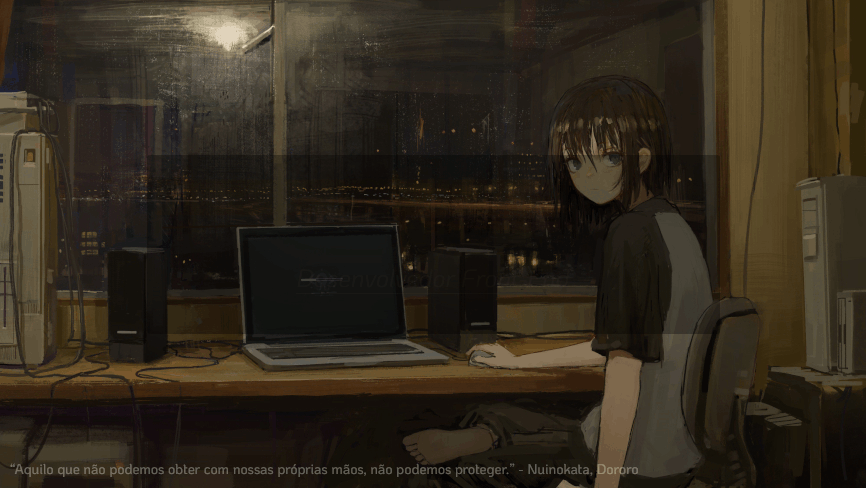 “Aquilo que não podemos obter com nossas próprias mãos, não podemos proteger.” - Nuinokata, Dororo